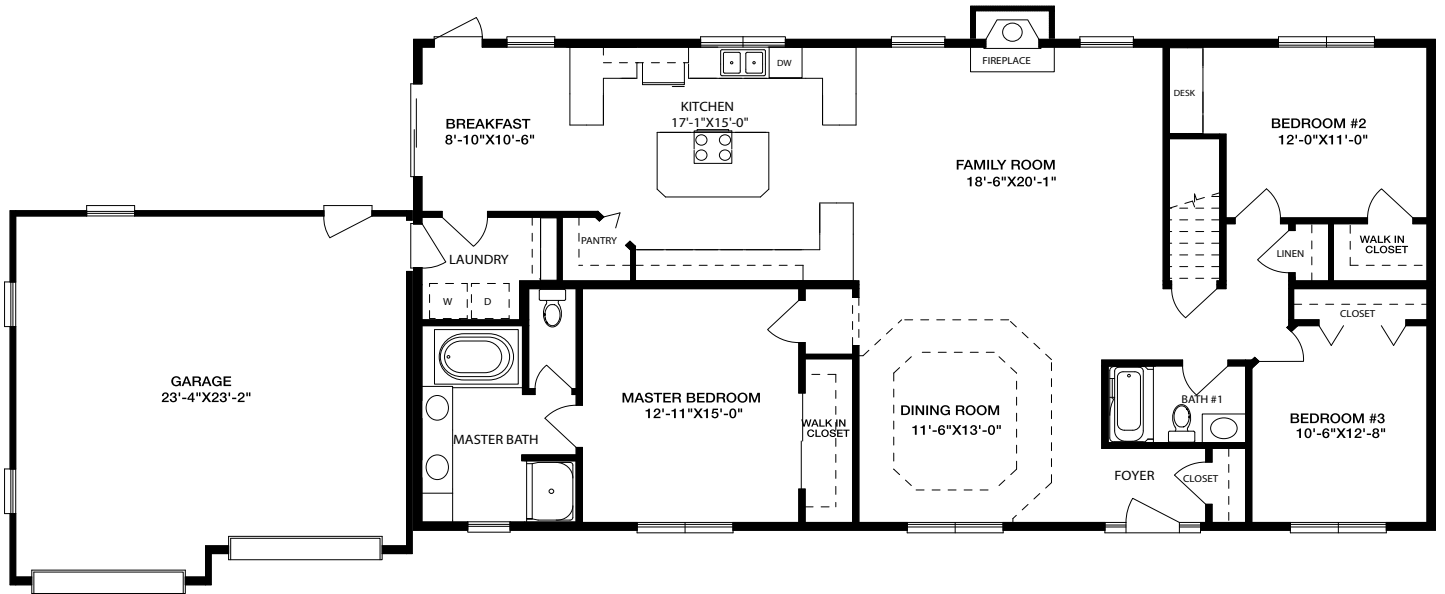 FIREPLACE
DW
DESK
KITCHEN
17'-1"X15'-0"
BREAKFAST
8'-10"X10'-6"
BEDROOM #2
12'-0"X11'-0"
FAMILY ROOM
18'-6"X20'-1"
PANTRY
LAUNDRY
W
D
LINEN
WALK IN
CLOSET
CLOSET
GARAGE
23'-4"X23'-2"
MASTER BEDROOM
12'-11"X15'-0"
WALK IN
CLOSET
DINING ROOM
11'-6"X13'-0"
BATH #1
BEDROOM #3
10'-6"X12'-8"
MASTER BATH
FOYER
CLOSET